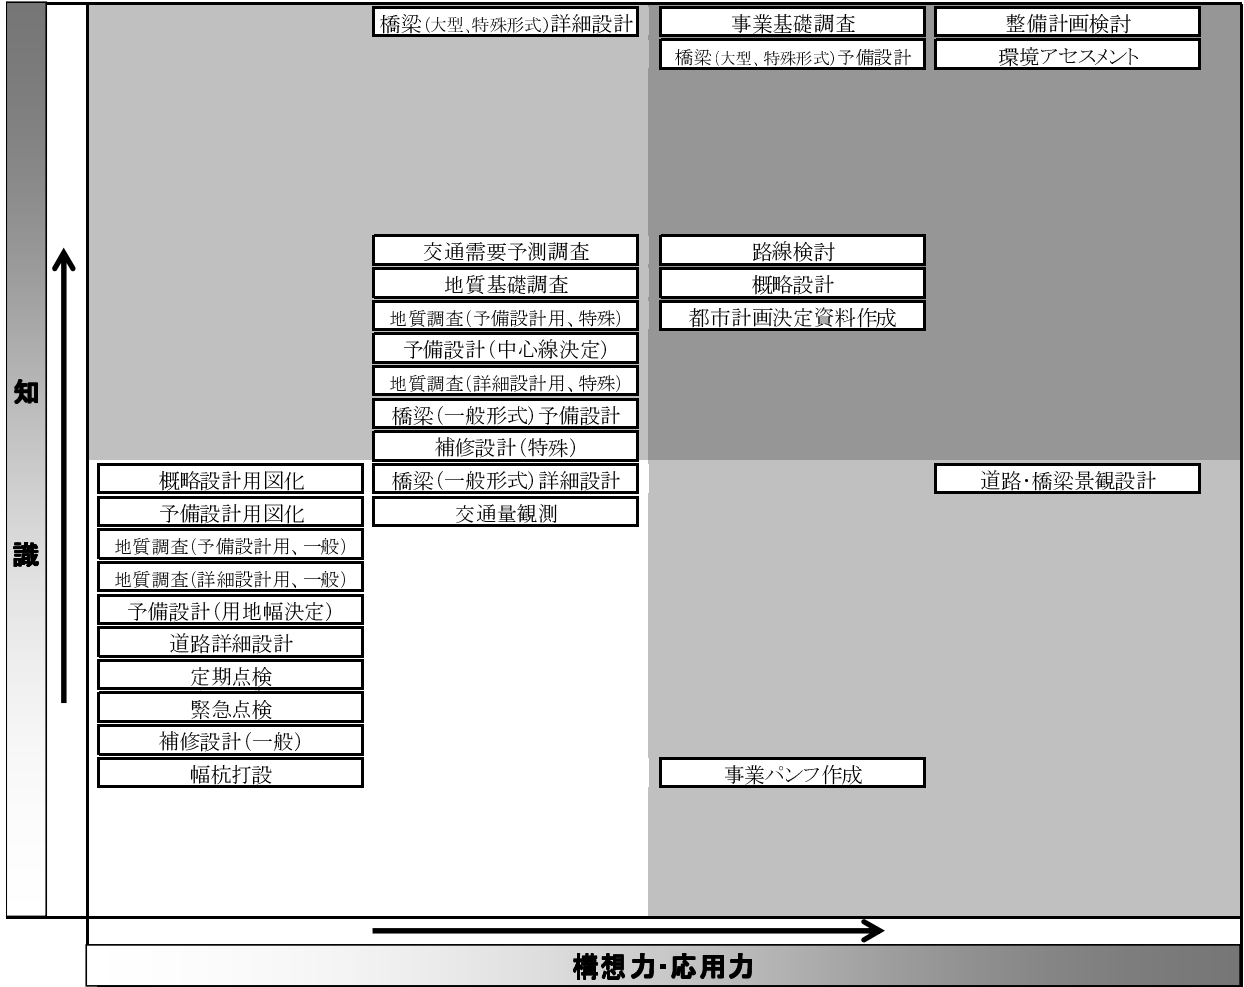 橋梁(大型、特殊形式)詳細設計
事業基礎調査
整備計画検討
橋梁(大型、特殊形式)予備設計
環境アセスメント
交通需要予測調査
路線検討
地質基礎調査
概略設計
地質調査(予備設計用、特殊)
都市計画決定資料作成
予備設計(中心線決定)
地質調査(詳細設計用、特殊)
橋梁(一般形式)予備設計
補修設計(特殊)
概略設計用図化
橋梁(一般形式)詳細設計
道路・橋梁景観設計
予備設計用図化
交通量観測
地質調査(予備設計用、一般)
地質調査(詳細設計用、一般)
予備設計(用地幅決定)
道路詳細設計
定期点検
緊急点検
補修設計(一般)
幅杭打設
事業パンフ作成
知
識
構想力・応用力